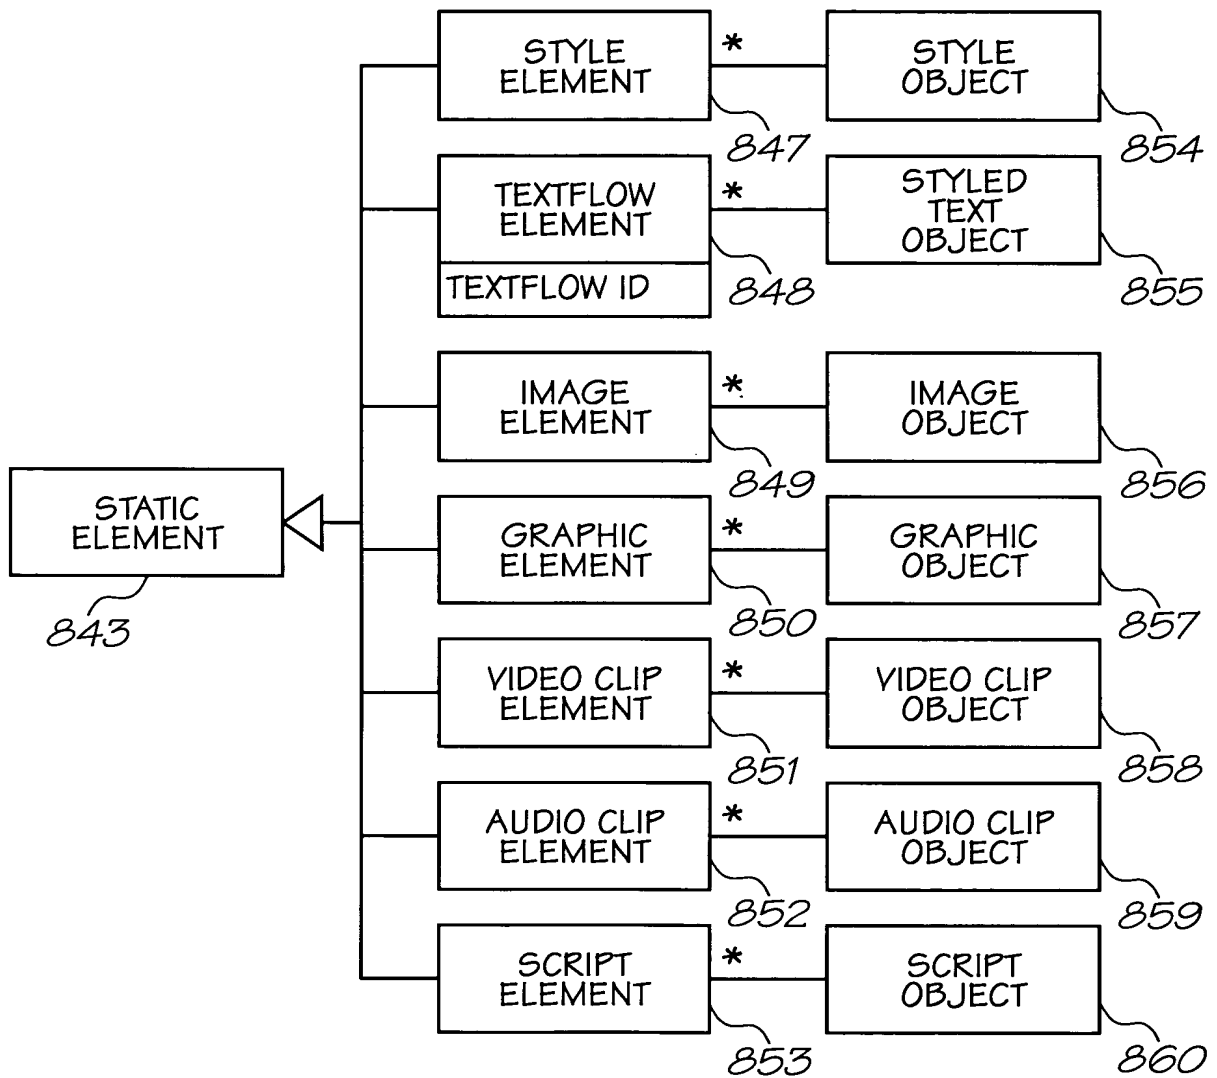 STYLE
ELEMENT
*
847
STYLE
OBJECT
854
TEXTFLOW
ELEMENT
TEXTFLOW ID
*
848
STYLED
TEXT
OBJECT
855
IMAGE
ELEMENT
*
849
IMAGE
OBJECT
856
STATIC
ELEMENT
843
GRAPHIC
ELEMENT
*
850
GRAPHIC
OBJECT
857
VIDEO CLIP
ELEMENT
*
851
VIDEO CLIP
OBJECT
858
AUDIO CLIP
ELEMENT
*
852
AUDIO CLIP
OBJECT
859
SCRIPT
ELEMENT
*
853
SCRIPT
OBJECT
860